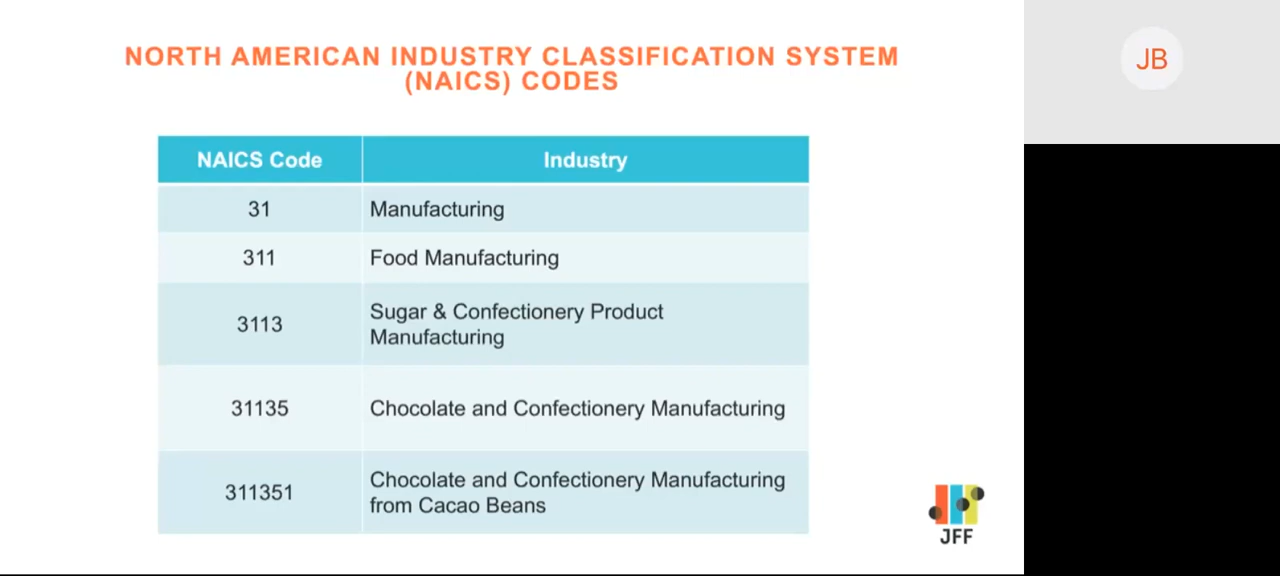 NORTH AMERICAN INDUSTRY CLASSIFICATION SYSTEM
(NAICS) CODES
JB
NAICS Code Industry
31 Manufacturing
311 Food Manufacturing
3113 Sugar & Confectionery Product
Manufacturing
31135 Chocolate and Confectionery Manufacturing
311351 Chocolate and Confectionery Manufacturing
from Cacao Beans
JFF